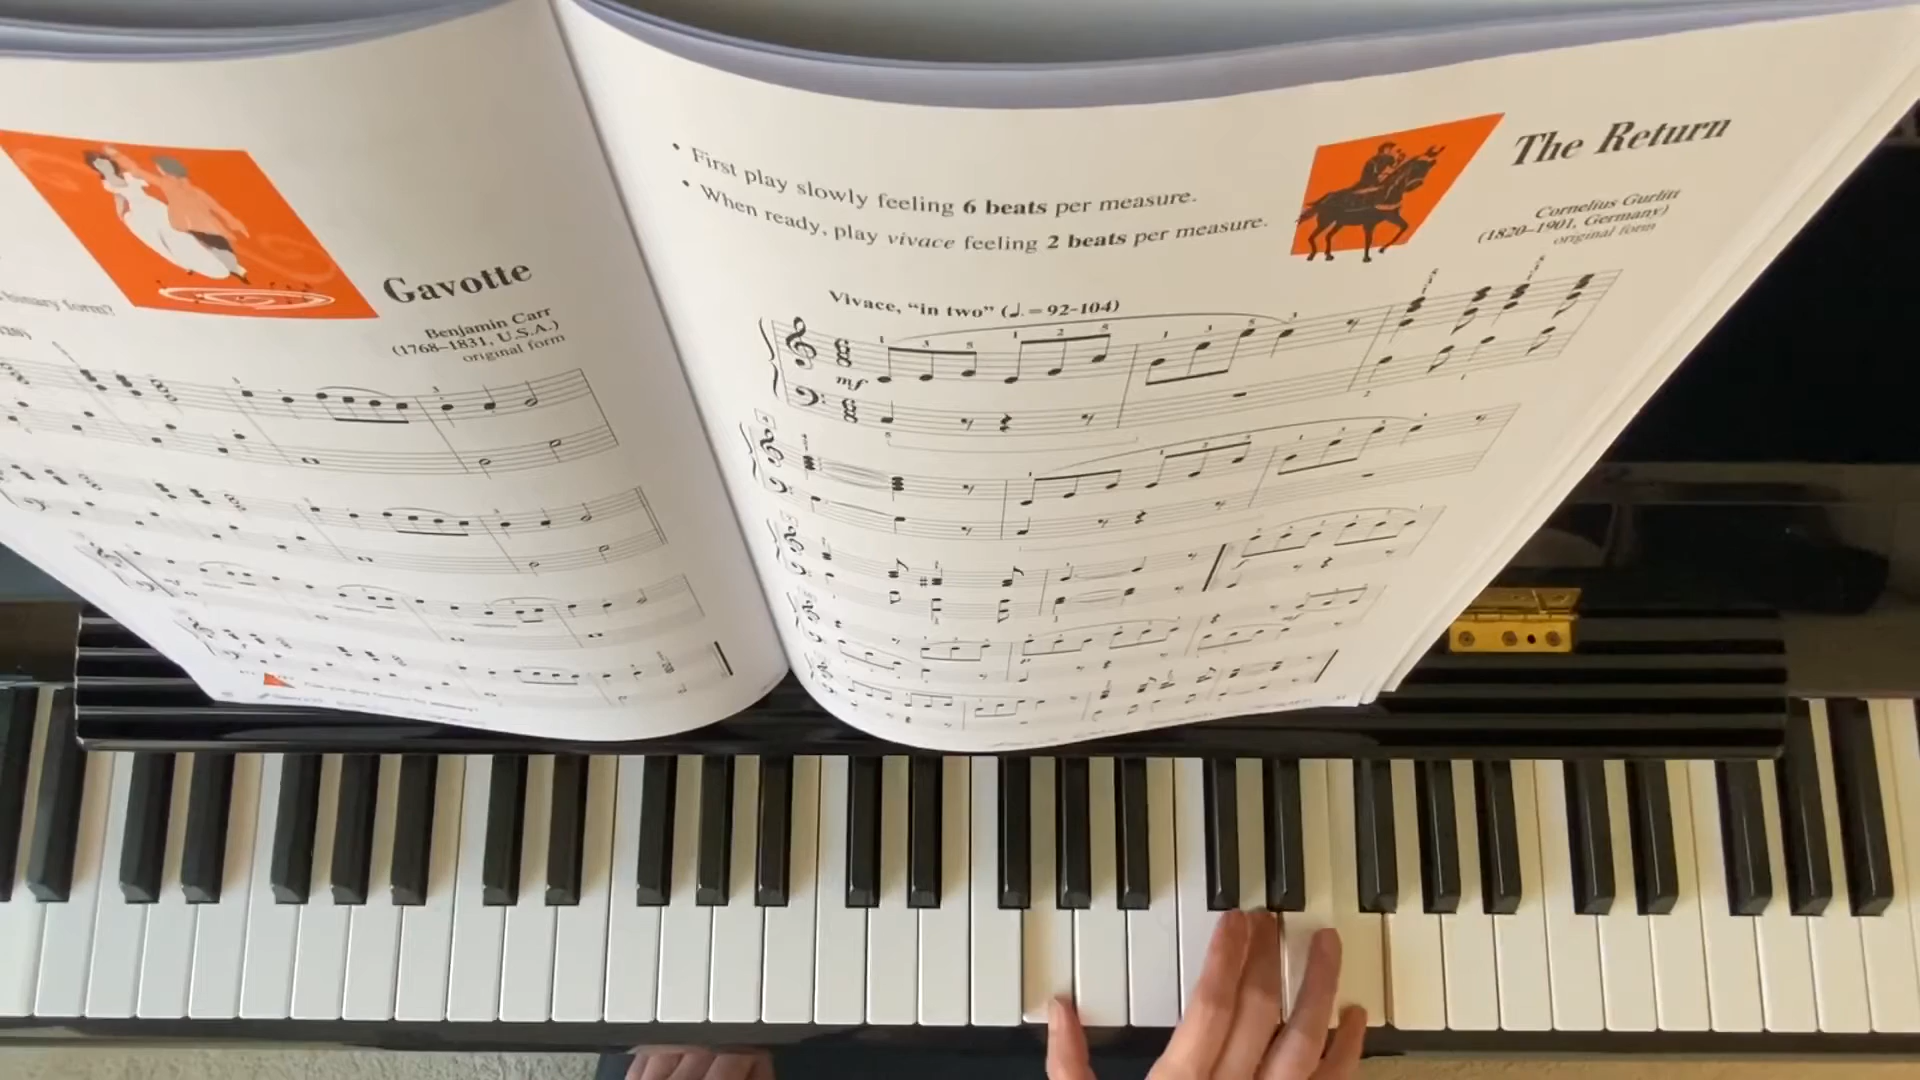 binary form?
Gavotte
Benjamin Carr
(1768–1831, U.S.A.)
original form
• First play slowly feeling 6 beats per measure.
• When ready, play vivace feeling 2 beats per measure.
The Return
Cornelius Gurlitt
(1820–1901, Germany)
original form
Vivace, “in two” (♩. = 92–104)
mf